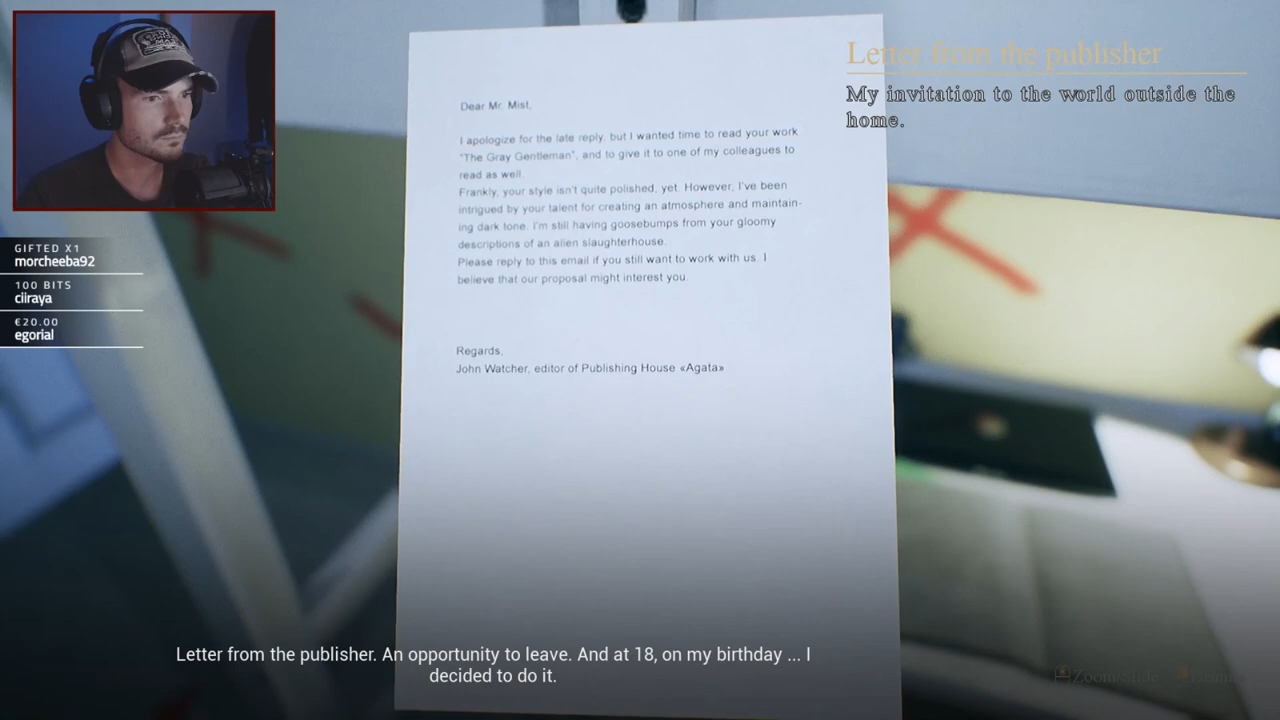 Letter from the publisher
My invitation to the world outside the
home.
Dear Mr. Mist,
I apologize for the late reply, but I wanted time to read your work
"The Gray Gentleman", and to give it to one of my colleagues to
read as well.
Frankly, your style isn't quite polished, yet. However, I've been
intrigued by your talent for creating an atmosphere and maintain-
ing dark tone. I'm still having goosebumps from your gloomy
descriptions of an alien slaughterhouse.
Please reply to this email if you still want to work with us. I
believe that our proposal might interest you.
Regards,
John Watcher, editor of Publishing House «Agata»
GIFTED X1
morcheeba92
100 BITS
ciiraya
€20.00
egorial
Letter from the publisher. An opportunity to leave. And at 18, on my birthday ... I
decided to do it.